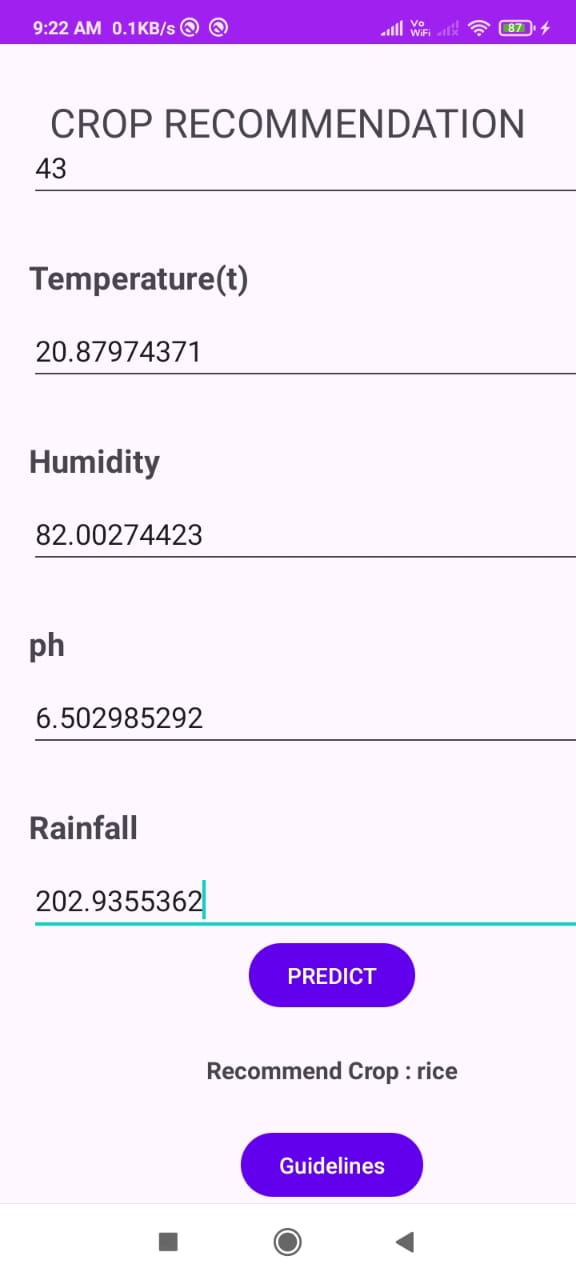 9:22 AM 0.1KB/s Vo WiFi 87
CROP RECOMMENDATION
43
Temperature(t)
20.87974371
Humidity
82.00274423
ph
6.502985292
Rainfall
202.9355362
PREDICT
Recommend Crop : rice
Guidelines